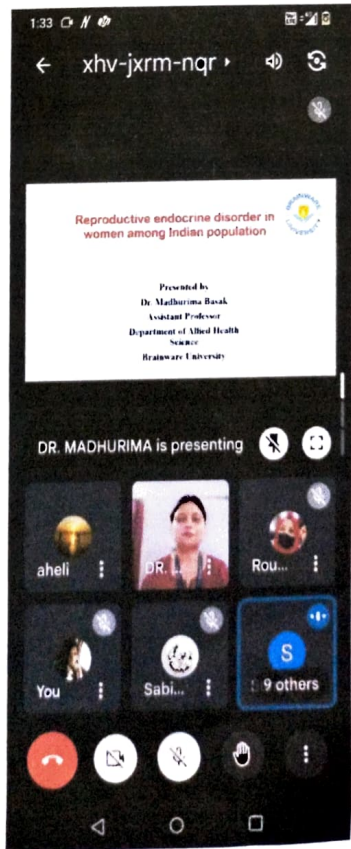 1:33
xhv-jxrm-nqr
BRAINWARE UNIVERSITY
Reproductive endocrine disorder in
women among Indian population
Presented by
Dr. Madhurima Basak
Assistant Professor
Department of Allied Health
Science
Brainware University
DR. MADHURIMA is presenting
aheli
DR. ...
Rou...
You
Sabi...
S
9 others